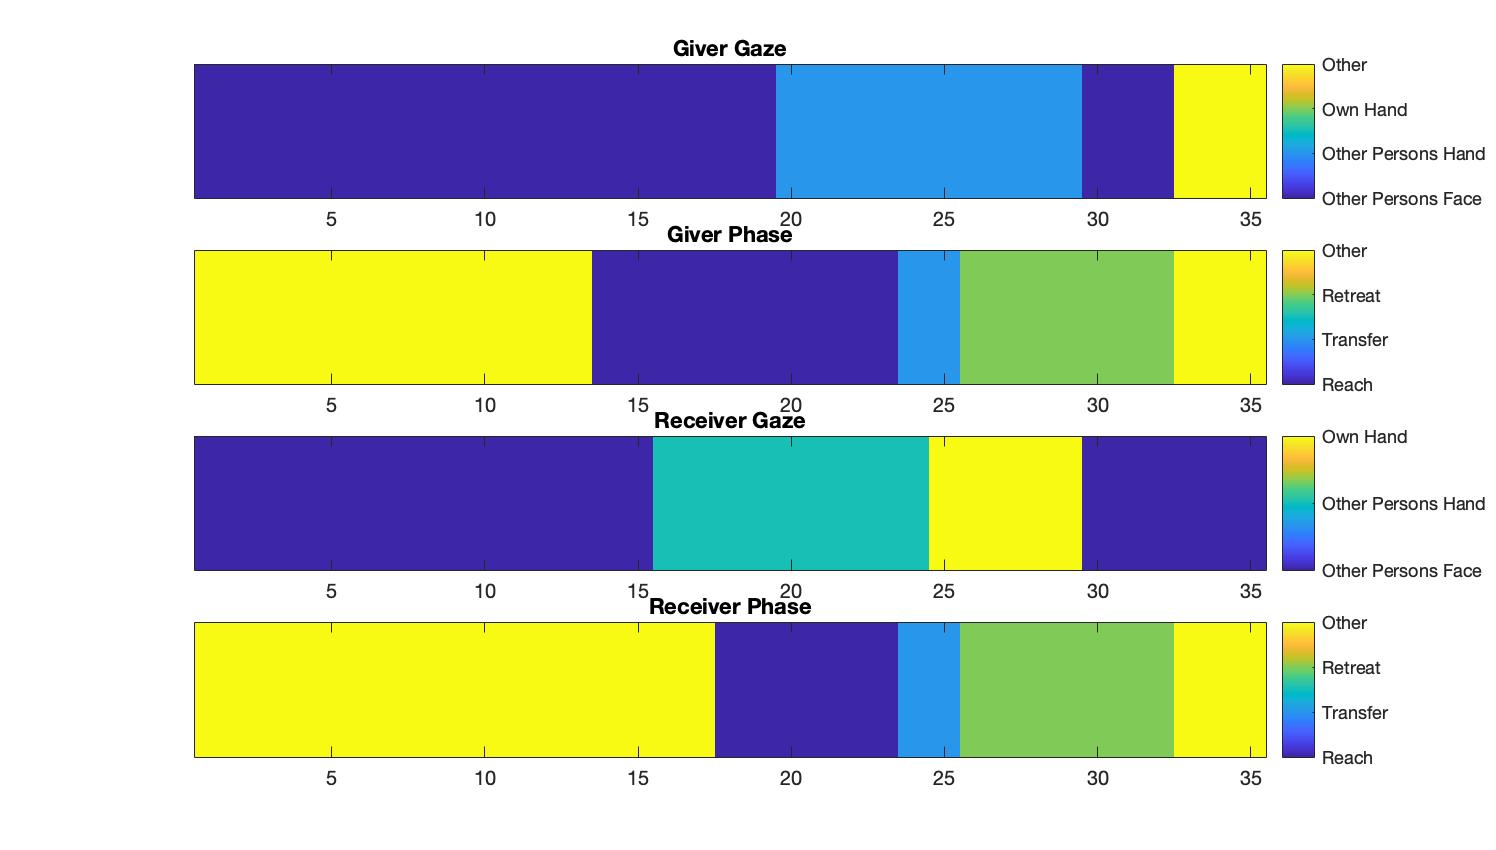 Giver Gaze
Other
Own Hand
Other Persons Hand
Other Persons Face
5 10 15 20 25 30 35
Giver Phase
Other
Retreat
Transfer
Reach
5 10 15 20 25 30 35
Receiver Gaze
Own Hand
Other Persons Hand
Other Persons Face
5 10 15 20 25 30 35
Receiver Phase
Other
Retreat
Transfer
Reach
5 10 15 20 25 30 35